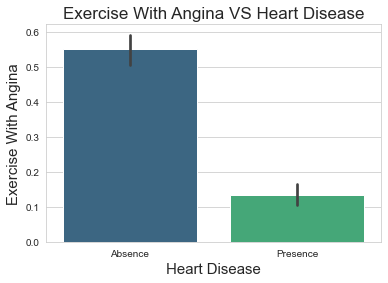 Exercise With Angina VS Heart Disease
Exercise With Angina
0.6
0.5
0.4
0.3
0.2
0.1
0.0
Absence
Presence
Heart Disease